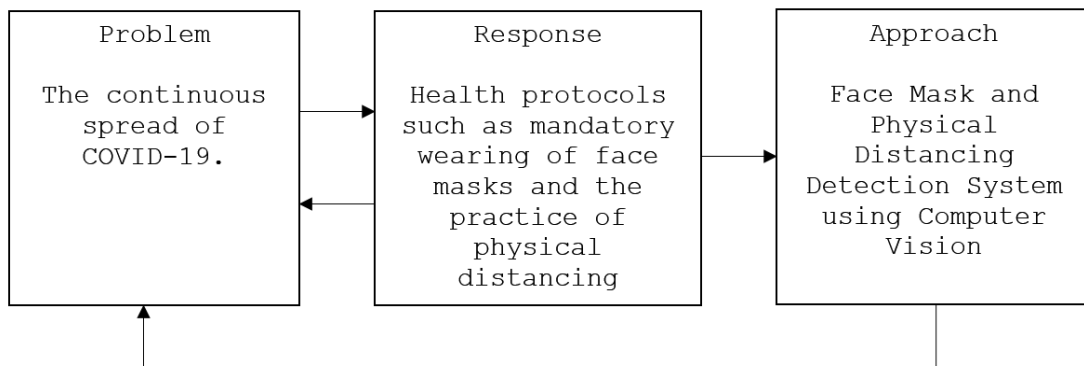 Problem
The continuous
spread of
COVID-19.
Response
Health protocols
such as mandatory
wearing of face
masks and the
practice of
physical
distancing
Approach
Face Mask and
Physical
Distancing
Detection System
using Computer
Vision